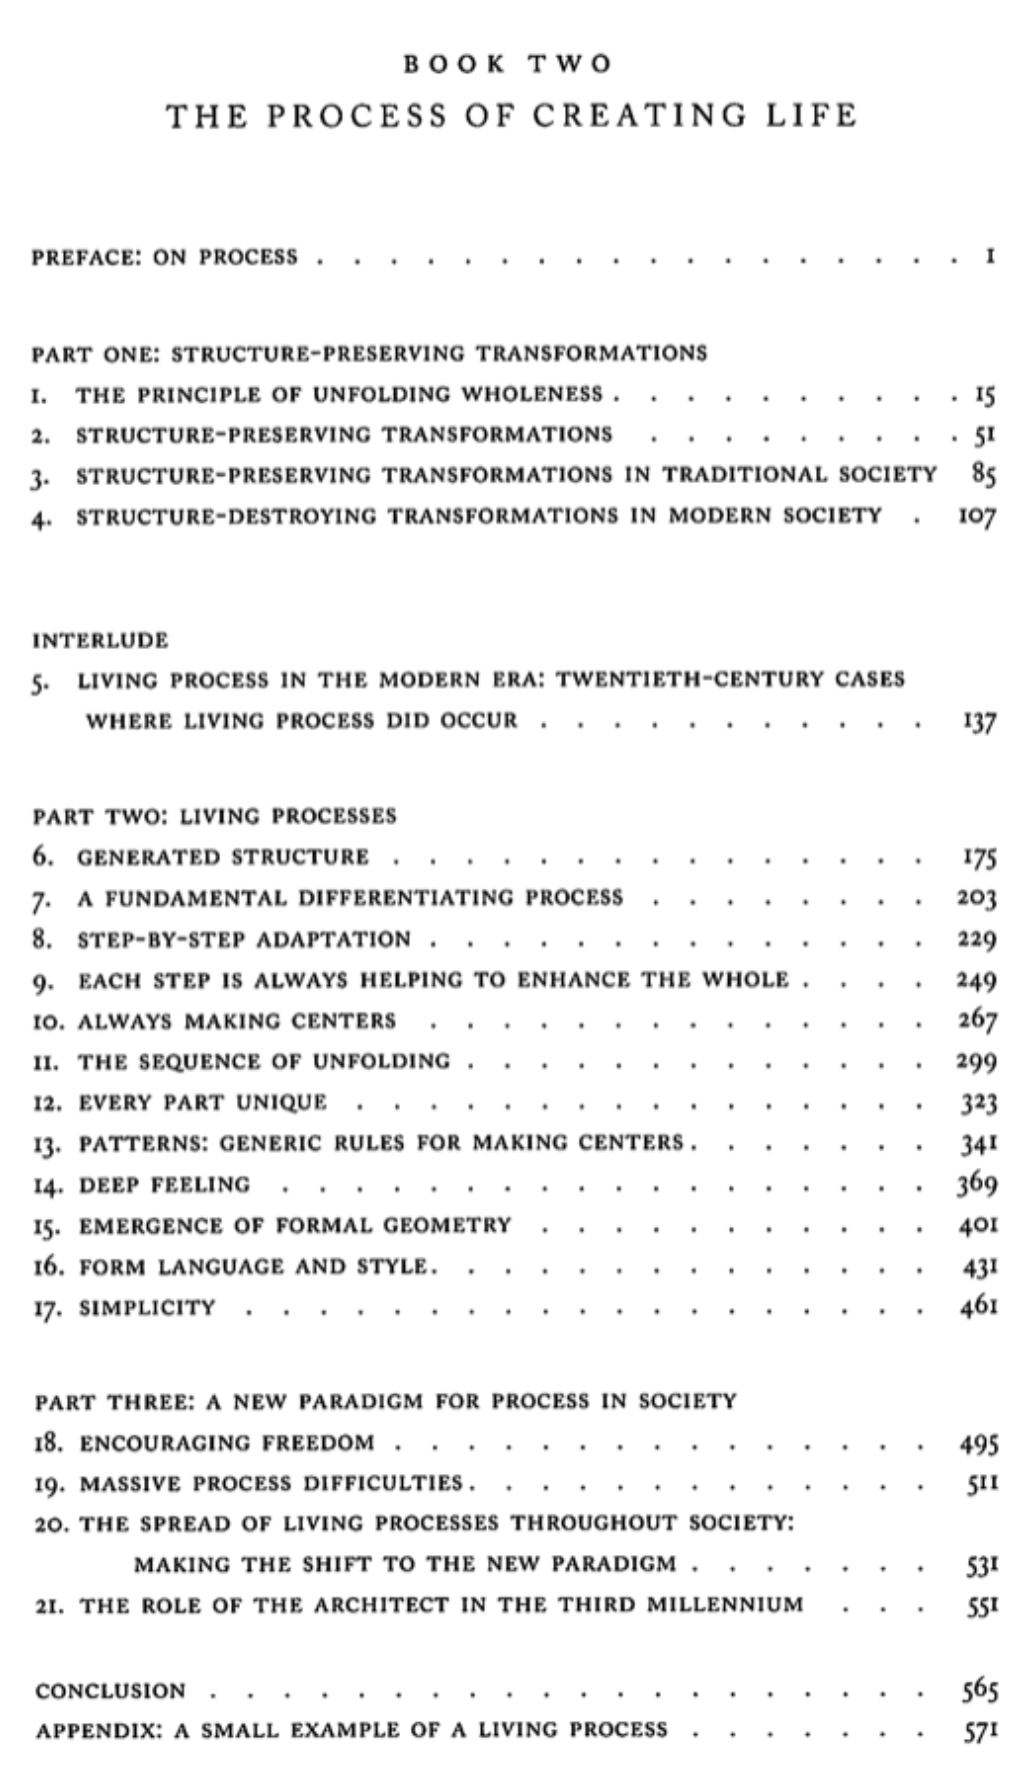 BOOK TWO
THE PROCESS OF CREATING LIFE
PREFACE: ON PROCESS . . . . . . . . . . . . . . . . . . 1
PART ONE: STRUCTURE-PRESERVING TRANSFORMATIONS
1. THE PRINCIPLE OF UNFOLDING WHOLENESS . . . . . . . . . . 15
2. STRUCTURE-PRESERVING TRANSFORMATIONS . . . . . . . . . 51
3. STRUCTURE-PRESERVING TRANSFORMATIONS IN TRADITIONAL SOCIETY 85
4. STRUCTURE-DESTROYING TRANSFORMATIONS IN MODERN SOCIETY . 107
INTERLUDE
5. LIVING PROCESS IN THE MODERN ERA: TWENTIETH-CENTURY CASES
WHERE LIVING PROCESS DID OCCUR . . . . . . . . . . . 137
PART TWO: LIVING PROCESSES
6. GENERATED STRUCTURE . . . . . . . . . . . . . . . 175
7. A FUNDAMENTAL DIFFERENTIATING PROCESS . . . . . . . . 203
8. STEP-BY-STEP ADAPTATION . . . . . . . . . . . . . . 229
9. EACH STEP IS ALWAYS HELPING TO ENHANCE THE WHOLE . . . . 249
10. ALWAYS MAKING CENTERS . . . . . . . . . . . . . . 267
11. THE SEQUENCE OF UNFOLDING . . . . . . . . . . . . . 299
12. EVERY PART UNIQUE . . . . . . . . . . . . . . . . 323
13. PATTERNS: GENERIC RULES FOR MAKING CENTERS . . . . . . . 341
14. DEEP FEELING . . . . . . . . . . . . . . . . . . 369
15. EMERGENCE OF FORMAL GEOMETRY . . . . . . . . . . . 401
16. FORM LANGUAGE AND STYLE . . . . . . . . . . . . . . 431
17. SIMPLICITY . . . . . . . . . . . . . . . . . . . 461
PART THREE: A NEW PARADIGM FOR PROCESS IN SOCIETY
18. ENCOURAGING FREEDOM . . . . . . . . . . . . . . . 495
19. MASSIVE PROCESS DIFFICULTIES . . . . . . . . . . . . . 511
20. THE SPREAD OF LIVING PROCESSES THROUGHOUT SOCIETY:
MAKING THE SHIFT TO THE NEW PARADIGM . . . . . . . 531
21. THE ROLE OF THE ARCHITECT IN THE THIRD MILLENNIUM . . . 551
CONCLUSION . . . . . . . . . . . . . . . . . . . . 565
APPENDIX: A SMALL EXAMPLE OF A LIVING PROCESS . . . . . . . 571